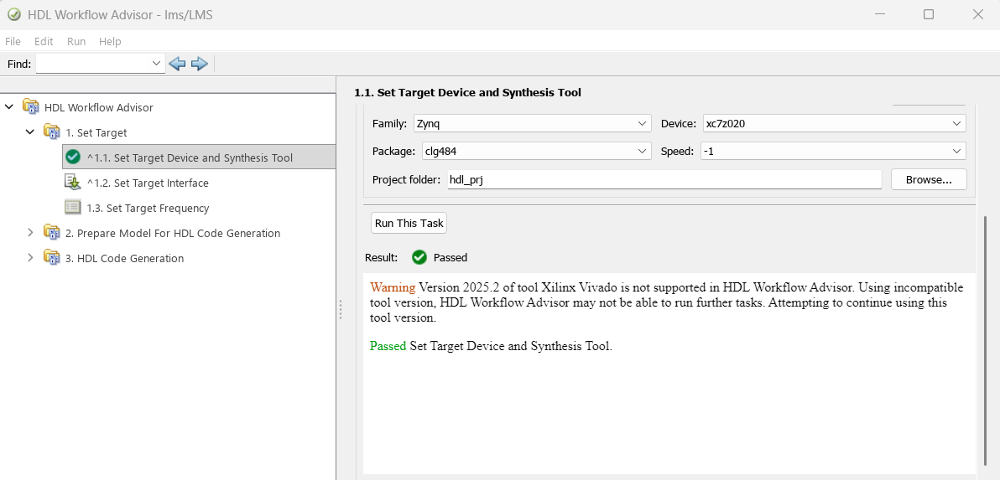 HDL Workflow Advisor - lms/LMS
File Edit Run Help
Find:
HDL Workflow Advisor
1. Set Target
^1.1. Set Target Device and Synthesis Tool
^1.2. Set Target Interface
1.3. Set Target Frequency
2. Prepare Model For HDL Code Generation
3. HDL Code Generation
1.1. Set Target Device and Synthesis Tool
Family: Zynq Device: xc7z020
Package: clg484 Speed: -1
Project folder: hdl_prj Browse...
Run This Task
Result: Passed
Warning Version 2025.2 of tool Xilinx Vivado is not supported in HDL Workflow Advisor. Using incompatible
tool version, HDL Workflow Advisor may not be able to run further tasks. Attempting to continue using this
tool version.
Passed Set Target Device and Synthesis Tool.